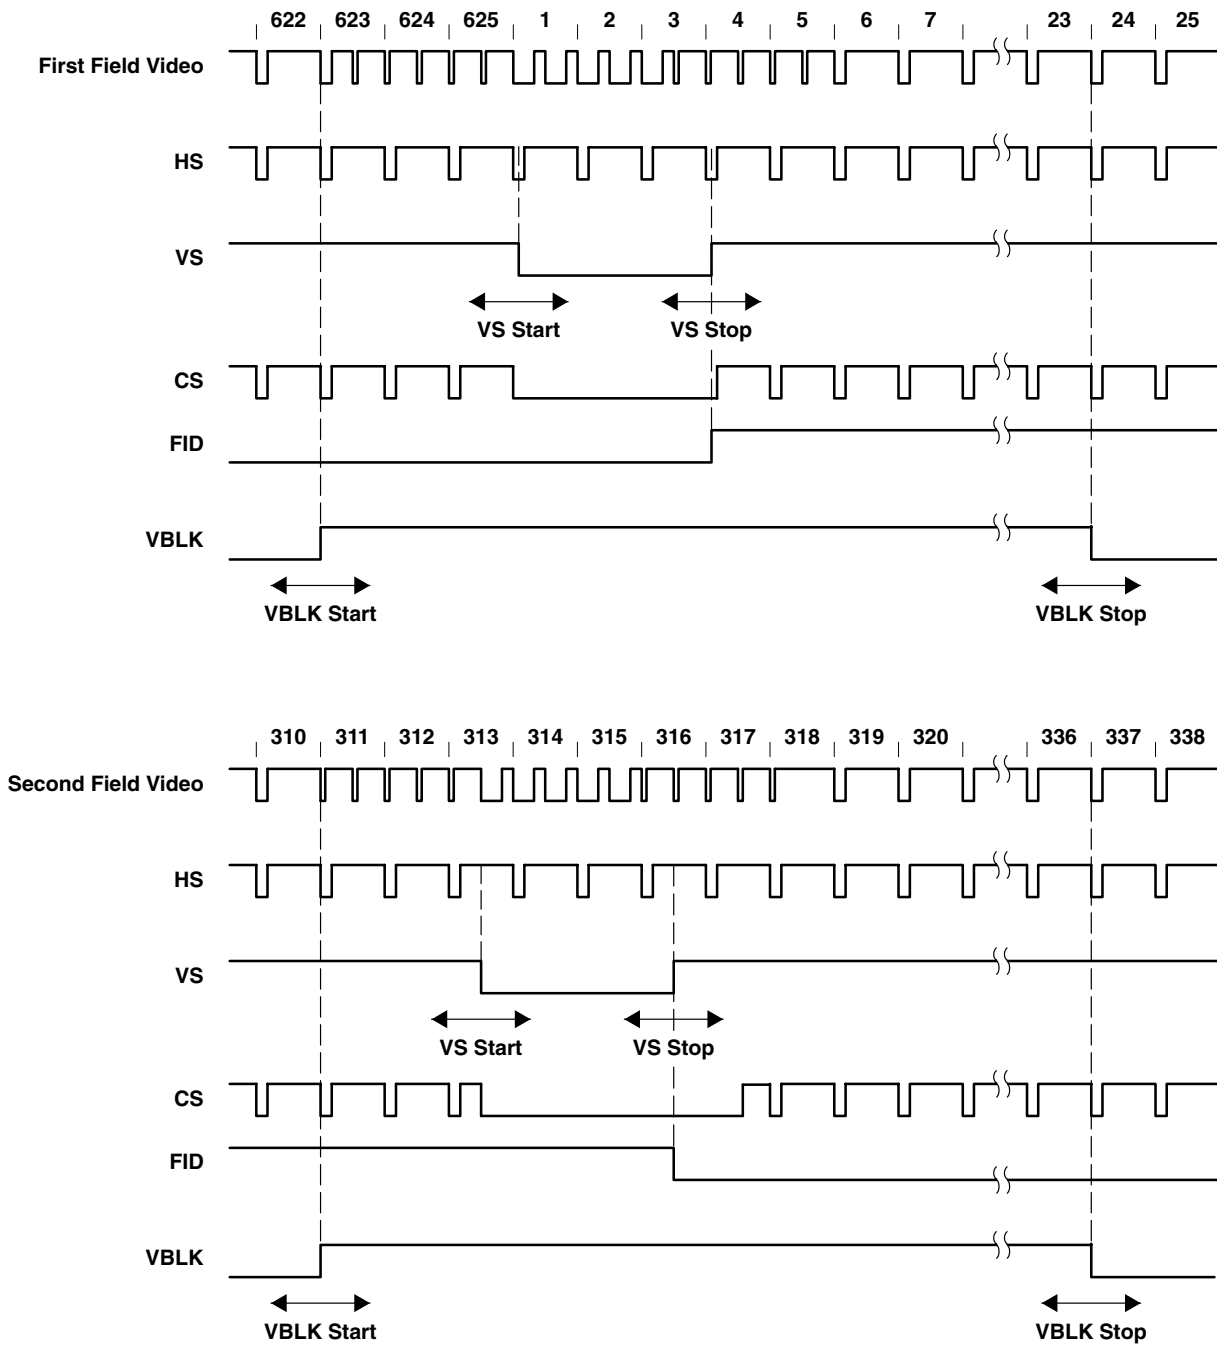 622 623 624 625 1 2 3 4 5 6 7 23 24 25
First Field Video
HS
VS
VS Start VS Stop
CS
FID
VBLK
VBLK Start VBLK Stop
310 311 312 313 314 315 316 317 318 319 320 336 337 338
Second Field Video
HS
VS
VS Start VS Stop
CS
FID
VBLK
VBLK Start VBLK Stop